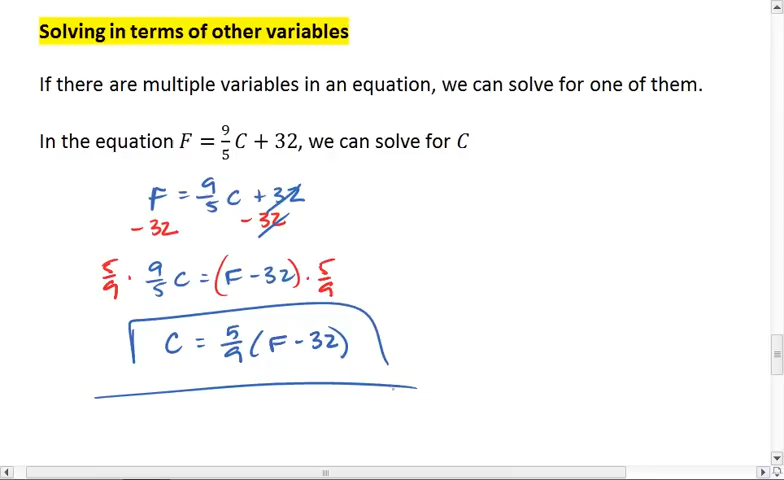 Solving in terms of other variables
If there are multiple variables in an equation, we can solve for one of them.
In the equation F = 9/5 C + 32, we can solve for C
F = 9/5 C + 32
- 32 - 32
5/9 · 9/5 C = (F - 32) · 5/9
C = 5/9 (F - 32)